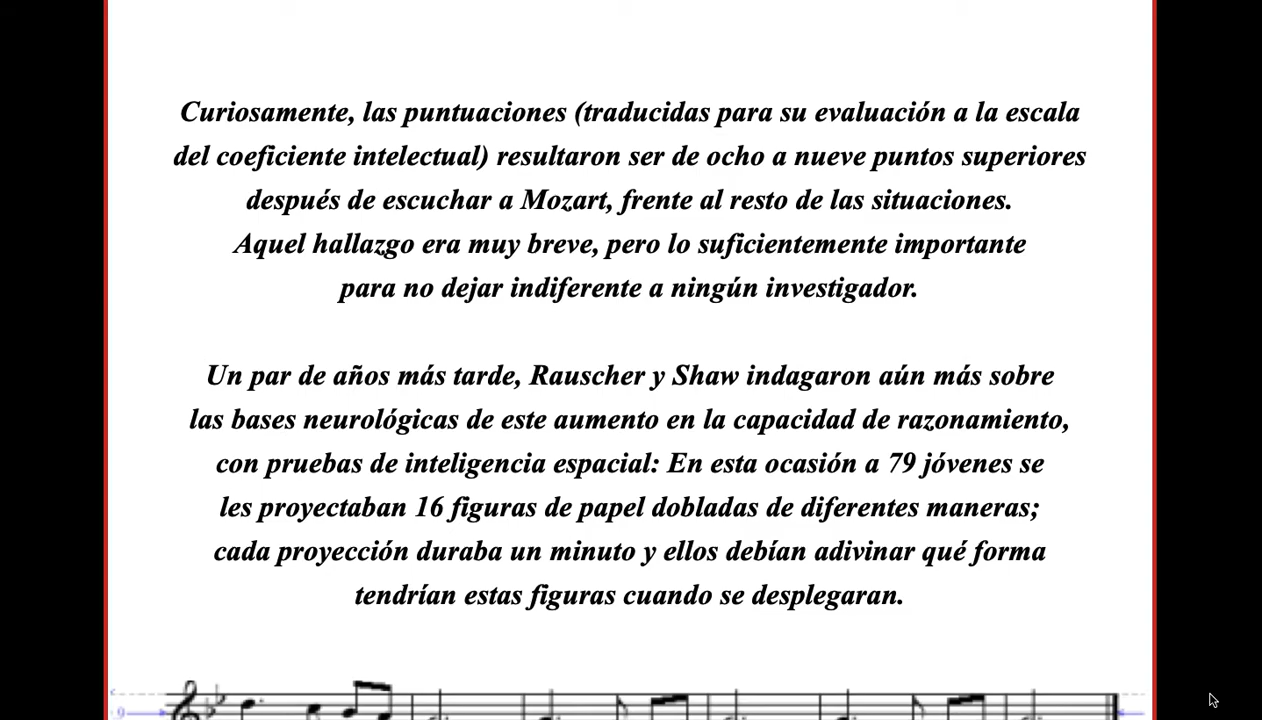 Curiosamente, las puntuaciones (traducidas para su evaluación a la escala
del coeficiente intelectual) resultaron ser de ocho a nueve puntos superiores
después de escuchar a Mozart, frente al resto de las situaciones.
Aquel hallazgo era muy breve, pero lo suficientemente importante
para no dejar indiferente a ningún investigador.
Un par de años más tarde, Rauscher y Shaw indagaron aún más sobre
las bases neurológicas de este aumento en la capacidad de razonamiento,
con pruebas de inteligencia espacial: En esta ocasión a 79 jóvenes se
les proyectaban 16 figuras de papel dobladas de diferentes maneras;
cada proyección duraba un minuto y ellos debían adivinar qué forma
tendrían estas figuras cuando se desplegaran.
9